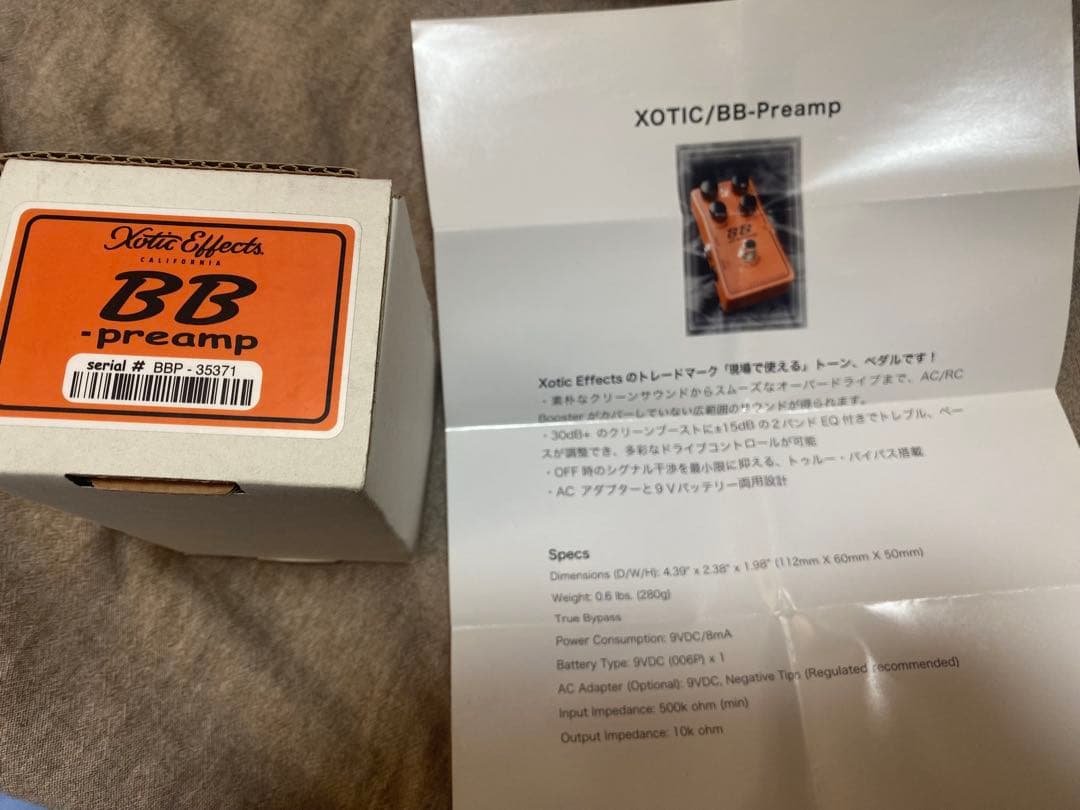 Xotic Effects.
CALIFORNIA
BB
-preamp
serial # BBP - 35371
XOTIC/BB-Preamp
BB
Xotic Effects のトレードマーク「現場で使える」トーン、ペダルです！
・素朴なクリーンサウンドからスムーズなオーバードライブまで、AC/RC
Booster がカバーしていない広範囲のサウンドが得られます。
・30dB+ のクリーンブーストに±15dB の２バンド EQ 付きでトレブル、ベー
スが調整でき、多彩なドライブコントロールが可能
・OFF 時のシグナル干渉を最小限に抑える、トゥルー・バイパス搭載
・AC アダプターと９Ｖバッテリー両用設計
Specs
Dimensions (D/W/H): 4.39" x 2.38" x 1.98" (112mm X 60mm X 50mm)
Weight: 0.6 lbs. (280g)
True Bypass
Power Consumption: 9VDC/8mA
Battery Type: 9VDC (006P) x 1
AC Adapter (Optional): 9VDC, Negative Tips (Regulated recommended)
Input Impedance: 500k ohm (min)
Output Impedance: 10k ohm